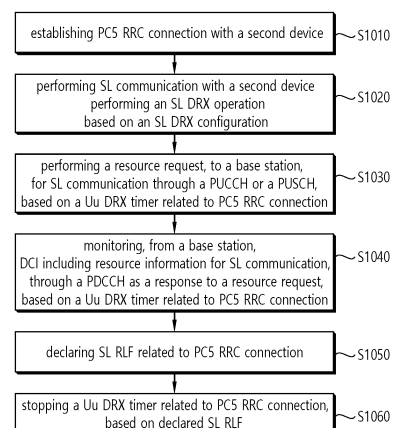 establishing PC5 RRC connection with a second device
S1010
performing SL communication with a second device
performing an SL DRX operation
based on an SL DRX configuration
S1020
performing a resource request, to a base station,
for SL communication through a PUCCH or a PUSCH,
based on a Uu DRX timer related to PC5 RRC connection
S1030
monitoring, from a base station,
DCI including resource information for SL communication,
through a PDCCH as a response to a resource request,
based on a Uu DRX timer related to PC5 RRC connection
S1040
declaring SL RLF related to PC5 RRC connection
S1050
stopping a Uu DRX timer related to PC5 RRC connection,
based on declared SL RLF
S1060